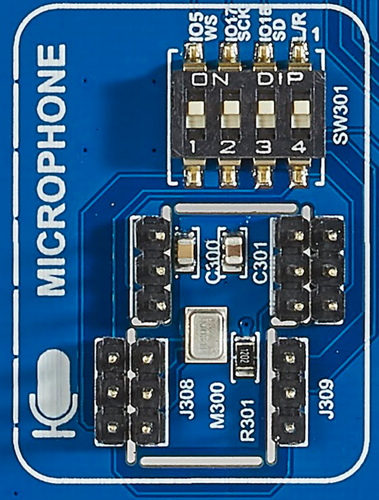 IO5
WS
IO17
SCK
IO16
SD
L/R
1
ON DIP
1 2 3 4
SW301
MICROPHONE
C300
C301
1202
J308
M300
R301
J309